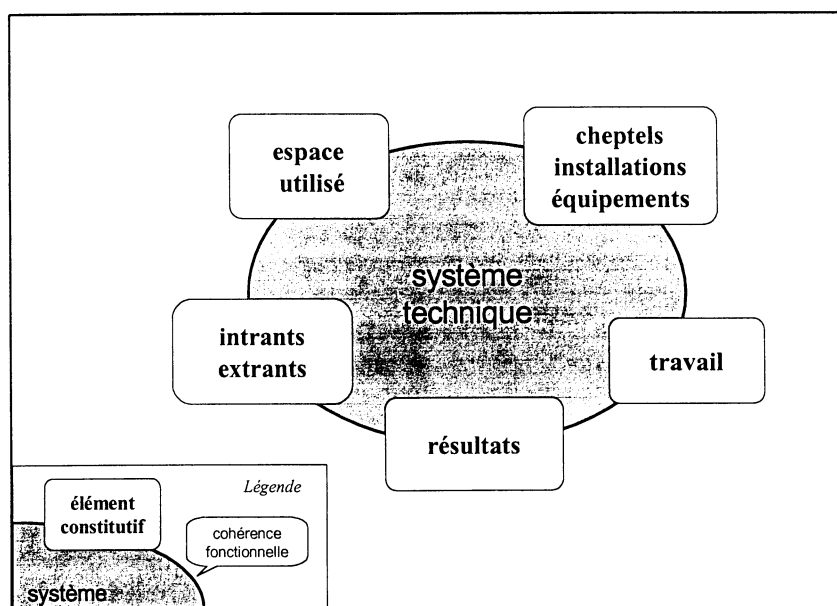 espace
utilisé
cheptels
installations
équipements
système
technique
intrants
extrants
travail
résultats
Légende
élément
constitutif
cohérence
fonctionnelle
système